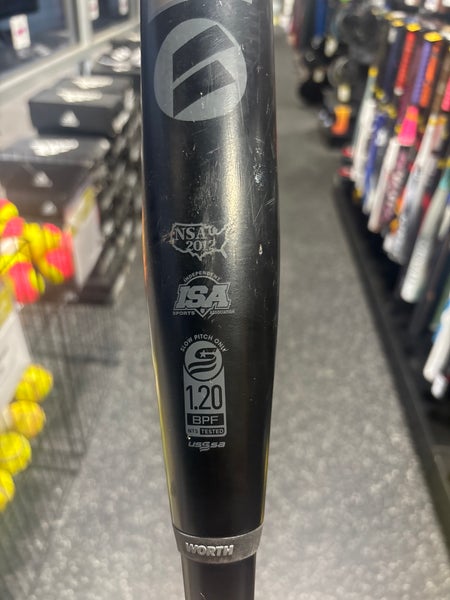 NSA
2012
INDEPENDENT
ISA
SPORTS ASSOCIATION
SLOW PITCH ONLY
S
1.20
BPF
NTS TESTED
USSSA
WORTH